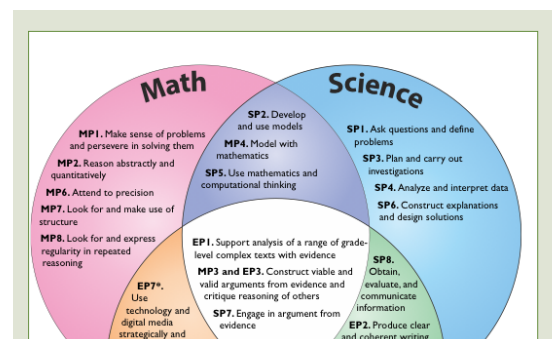 Math
Science
MP1. Make sense of problems
and persevere in solving them
MP2. Reason abstractly and
quantitatively
MP6. Attend to precision
MP7. Look for and make use of
structure
MP8. Look for and express
regularity in repeated
reasoning
SP2. Develop
and use models
MP4. Model with
mathematics
SP5. Use mathematics and
computational thinking
SP1. Ask questions and define
problems
SP3. Plan and carry out
investigations
SP4. Analyze and interpret data
SP6. Construct explanations
and design solutions
EP1. Support analysis of a range of grade-
level complex texts with evidence
MP3 and EP3. Construct viable and
valid arguments from evidence and
critique reasoning of others
SP7. Engage in argument from
evidence
EP7*.
Use
technology and
digital media
strategically and
SP8.
Obtain,
evaluate, and
communicate
information
EP2. Produce clear
and coherent writing